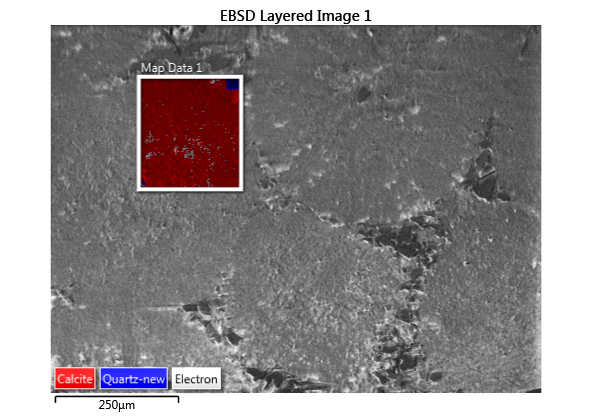 EBSD Layered Image 1
Map Data 1
Calcite Quartz-new Electron
250µm